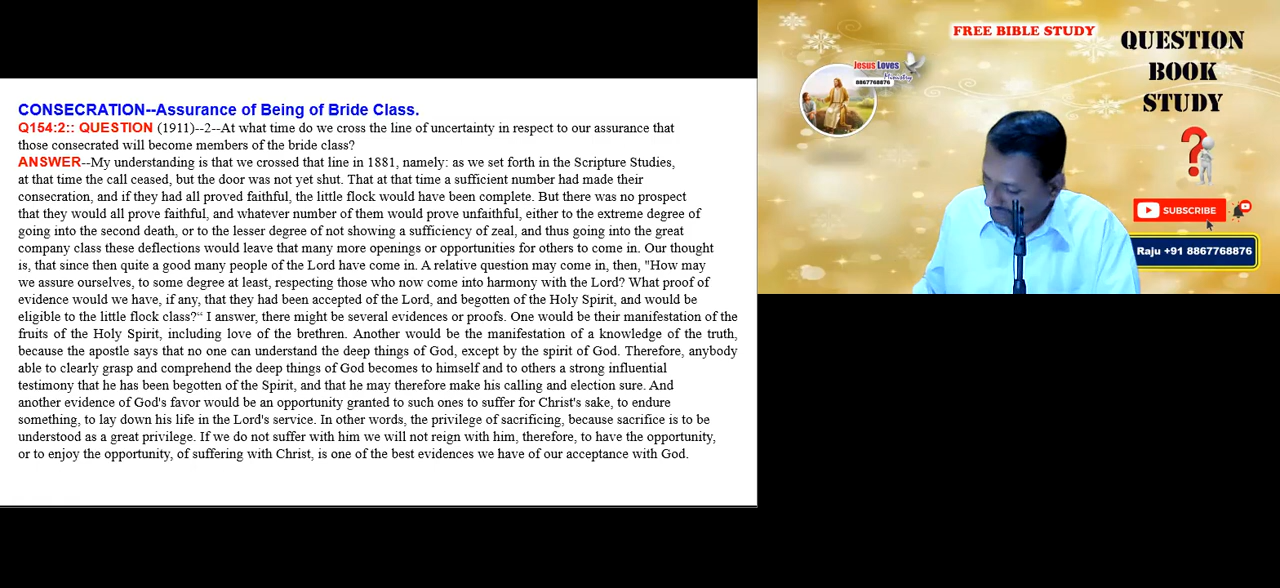 CONSECRATION--Assurance of Being of Bride Class.
Q154:2:: QUESTION (1911)--2--At what time do we cross the line of uncertainty in respect to our assurance that
those consecrated will become members of the bride class?
ANSWER--My understanding is that we crossed that line in 1881, namely: as we set forth in the Scripture Studies,
at that time the call ceased, but the door was not yet shut. That at that time a sufficient number had made their
consecration, and if they had all proved faithful, the little flock would have been complete. But there was no prospect
that they would all prove faithful, and whatever number of them would prove unfaithful, either to the extreme degree of
going into the second death, or to the lesser degree of not showing a sufficiency of zeal, and thus going into the great
company class these deflections would leave that many more openings or opportunities for others to come in. Our thought
is, that since then quite a good many people of the Lord have come in. A relative question may come in, then, "How may
we assure ourselves, to some degree at least, respecting those who now come into harmony with the Lord? What proof of
evidence would we have, if any, that they had been accepted of the Lord, and begotten of the Holy Spirit, and would be
eligible to the little flock class?“ I answer, there might be several evidences or proofs. One would be their manifestation of the
fruits of the Holy Spirit, including love of the brethren. Another would be the manifestation of a knowledge of the truth,
because the apostle says that no one can understand the deep things of God, except by the spirit of God. Therefore, anybody
able to clearly grasp and comprehend the deep things of God becomes to himself and to others a strong influential
testimony that he has been begotten of the Spirit, and that he may therefore make his calling and election sure. And
another evidence of God's favor would be an opportunity granted to such ones to suffer for Christ's sake, to endure
something, to lay down his life in the Lord's service. In other words, the privilege of sacrificing, because sacrifice is to be
understood as a great privilege. If we do not suffer with him we will not reign with him, therefore, to have the opportunity,
or to enjoy the opportunity, of suffering with Christ, is one of the best evidences we have of our acceptance with God.
FREE BIBLE STUDY
Jesus Loves
Ministry
8867768876
QUESTION
BOOK
STUDY
?
SUBSCRIBE
Raju +91 8867768876